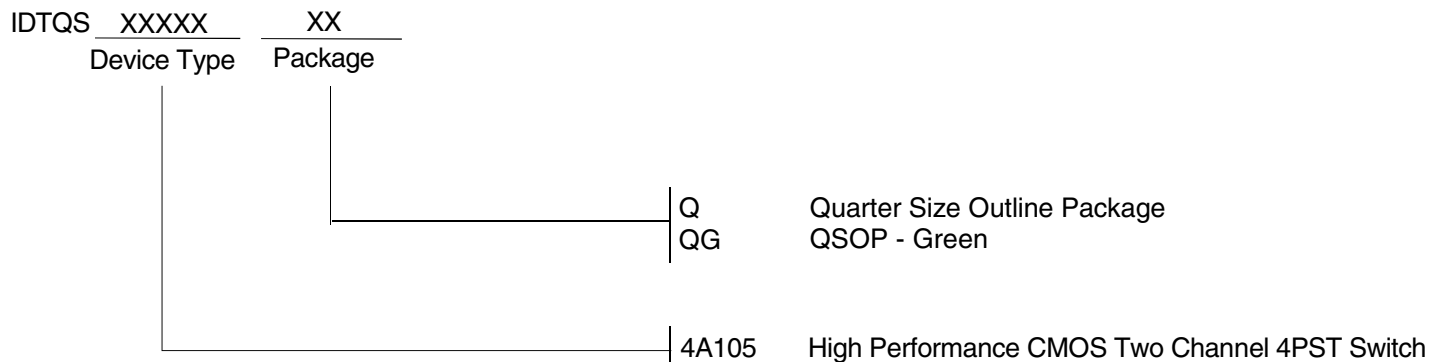 IDTQS XXXXX XX
Device Type Package
Q Quarter Size Outline Package
QG QSOP - Green
4A105 High Performance CMOS Two Channel 4PST Switch